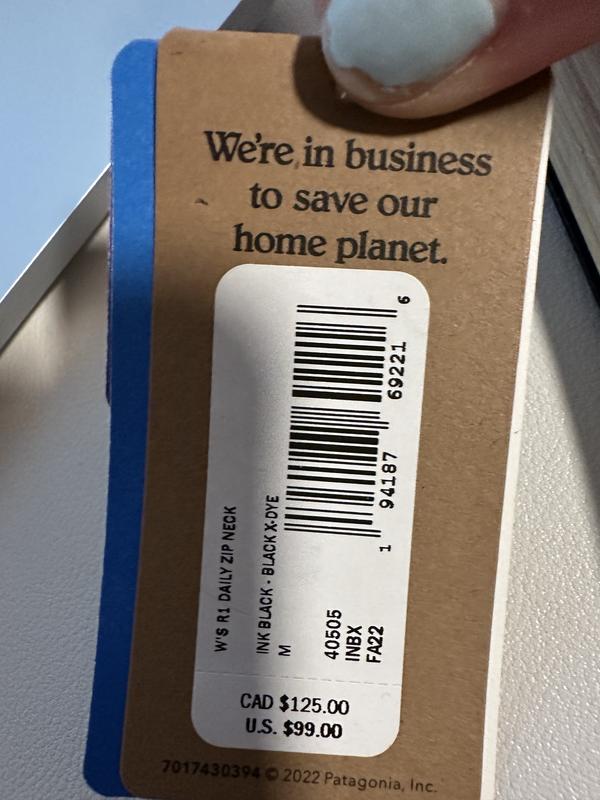 We're in business
to save our
home planet.
W'S R1 DAILY ZIP NECK
INK BLACK - BLACK X-DYE
M
40505
INBX
FA22
1 94187 69221 6
CAD $125.00
U.S. $99.00
7017430394 © 2022 Patagonia, Inc.